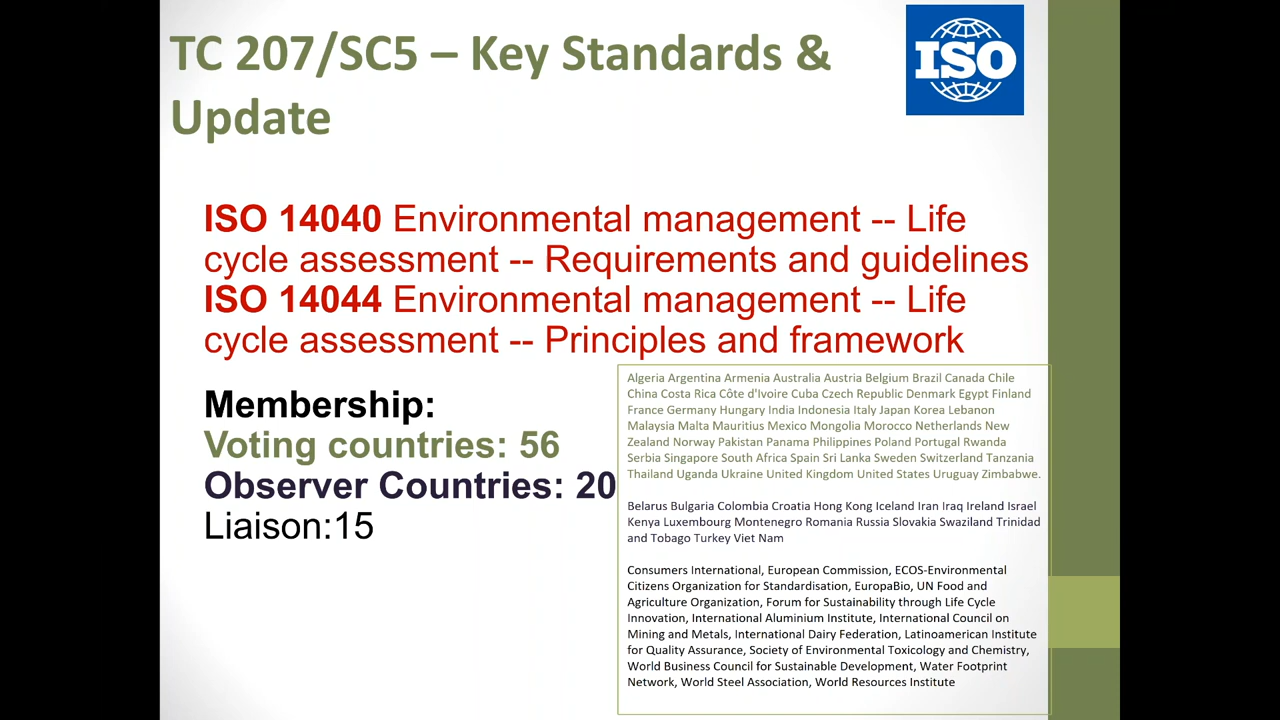 TC 207/SC5 – Key Standards &
Update
ISO
ISO 14040 Environmental management -- Life
cycle assessment -- Requirements and guidelines
ISO 14044 Environmental management -- Life
cycle assessment -- Principles and framework
Membership:
Voting countries: 56
Observer Countries: 20
Liaison:15
Algeria Argentina Armenia Australia Austria Belgium Brazil Canada Chile
China Costa Rica Côte d'Ivoire Cuba Czech Republic Denmark Egypt Finland
France Germany Hungary India Indonesia Italy Japan Korea Lebanon
Malaysia Malta Mauritius Mexico Mongolia Morocco Netherlands New
Zealand Norway Pakistan Panama Philippines Poland Portugal Rwanda
Serbia Singapore South Africa Spain Sri Lanka Sweden Switzerland Tanzania
Thailand Uganda Ukraine United Kingdom United States Uruguay Zimbabwe.
Belarus Bulgaria Colombia Croatia Hong Kong Iceland Iran Iraq Ireland Israel
Kenya Luxembourg Montenegro Romania Russia Slovakia Swaziland Trinidad
and Tobago Turkey Viet Nam
Consumers International, European Commission, ECOS-Environmental
Citizens Organization for Standardisation, EuropaBio, UN Food and
Agriculture Organization, Forum for Sustainability through Life Cycle
Innovation, International Aluminium Institute, International Council on
Mining and Metals, International Dairy Federation, Latinoamerican Institute
for Quality Assurance, Society of Environmental Toxicology and Chemistry,
World Business Council for Sustainable Development, Water Footprint
Network, World Steel Association, World Resources Institute